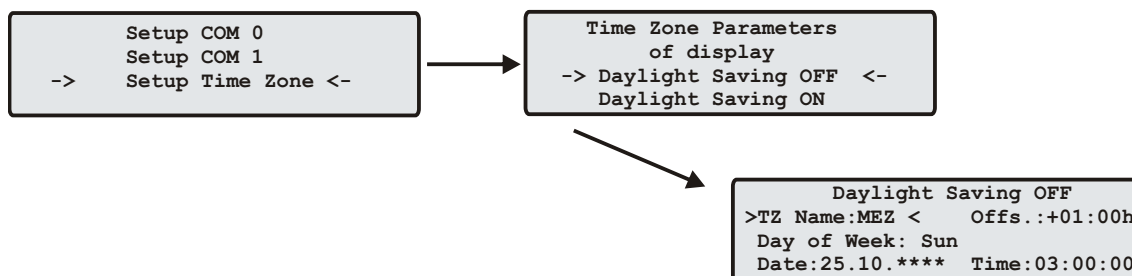 Setup COM 0
Setup COM 1
-> Setup Time Zone <-
Time Zone Parameters
of display
-> Daylight Saving OFF <-
Daylight Saving ON
Daylight Saving OFF
>TZ Name:MEZ < Offs.:+01:00h
Day of Week: Sun
Date:25.10.**** Time:03:00:00